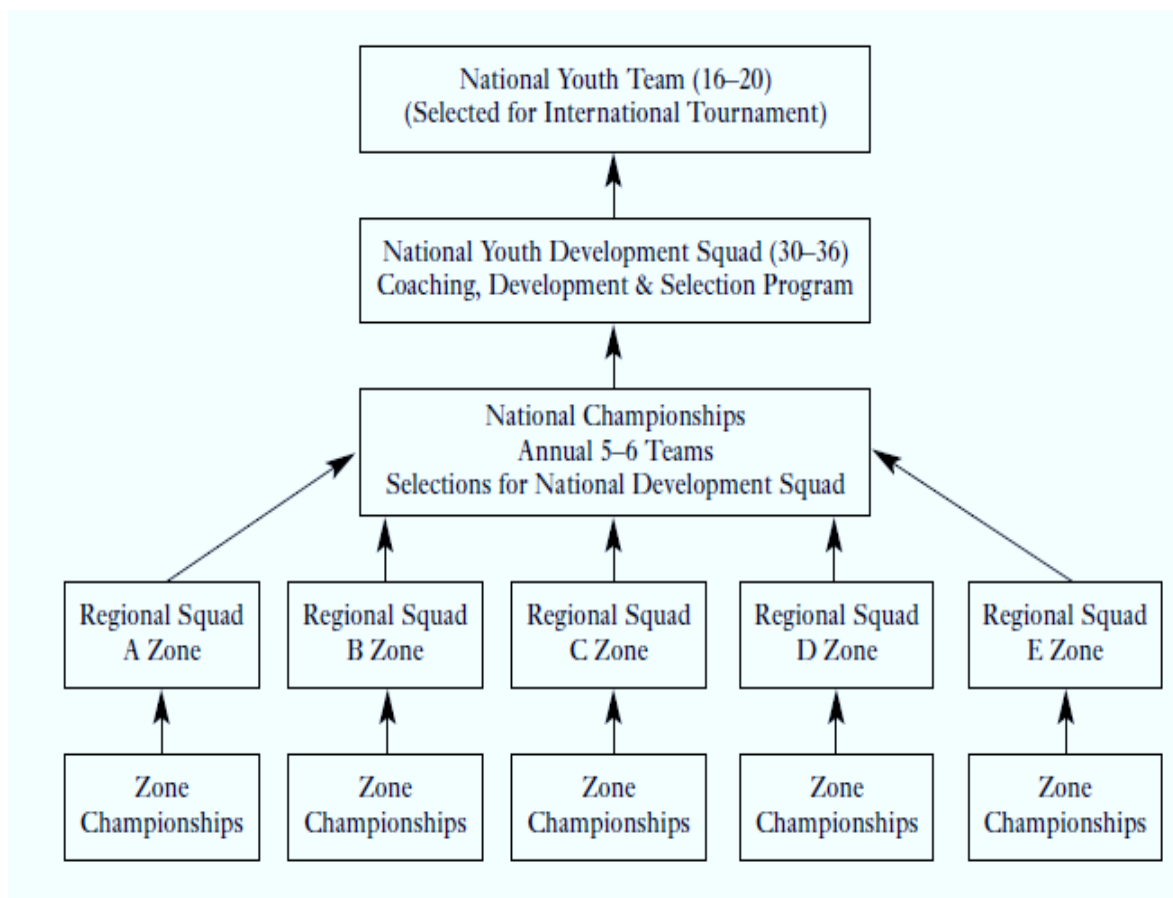 National Youth Team (16–20)
(Selected for International Tournament)
National Youth Development Squad (30–36)
Coaching, Development & Selection Program
National Championships
Annual 5–6 Teams
Selections for National Development Squad
Regional Squad
A Zone
Regional Squad
B Zone
Regional Squad
C Zone
Regional Squad
D Zone
Regional Squad
E Zone
Zone
Championships
Zone
Championships
Zone
Championships
Zone
Championships
Zone
Championships